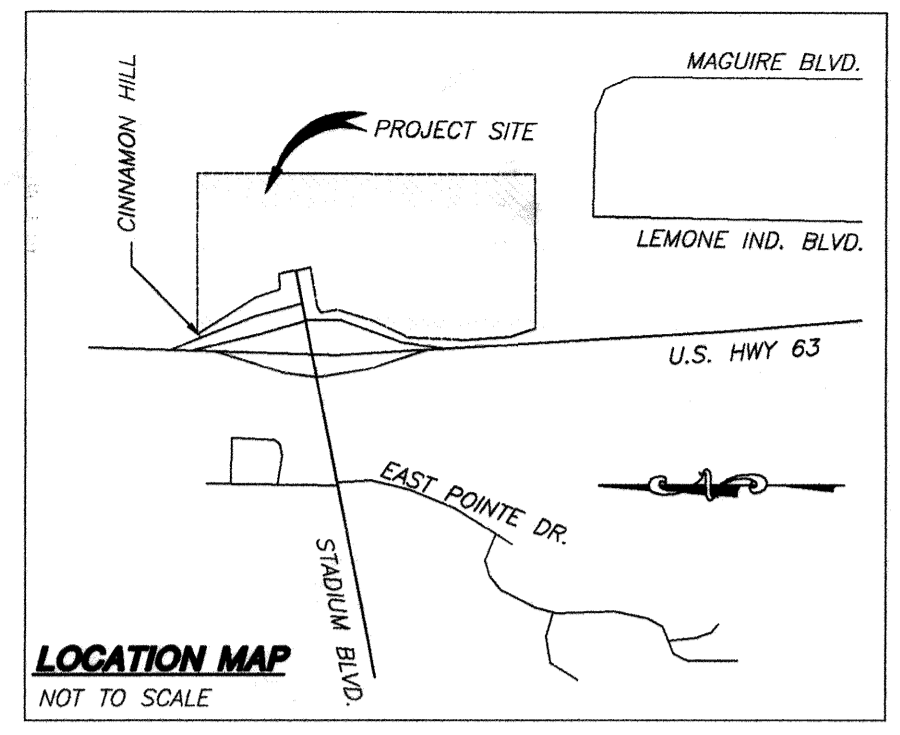 MAGUIRE BLVD.
CINNAMON HILL
PROJECT SITE
LEMONE IND. BLVD.
U.S. HWY 63
EAST POINTE DR.
STADIUM BLVD.
LOCATION MAP
NOT TO SCALE